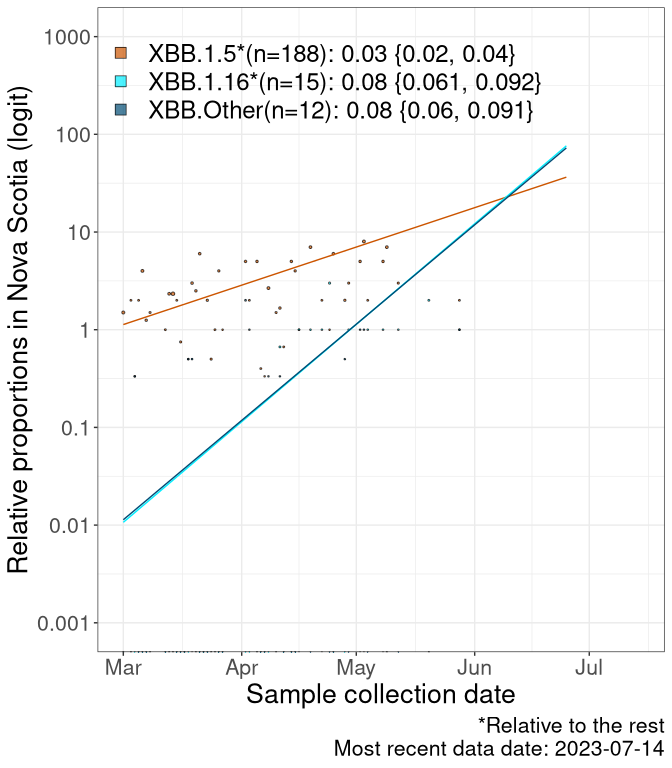 1000
100
10
1
0.1
0.01
0.001
Relative proportions in Nova Scotia (logit)
XBB.1.5*(n=188): 0.03 {0.02, 0.04}
XBB.1.16*(n=15): 0.08 {0.061, 0.092}
XBB.Other(n=12): 0.08 {0.06, 0.091}
Mar Apr May Jun Jul
Sample collection date
*Relative to the rest
Most recent data date: 2023-07-14